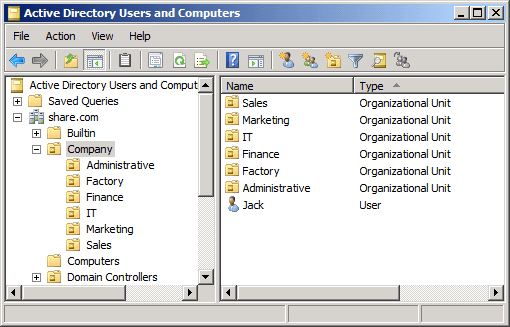 Active Directory Users and Computers
File Action View Help
Active Directory Users and Comput
Saved Queries
share.com
Builtin
Company
Administrative
Factory
Finance
IT
Marketing
Sales
Computers
Domain Controllers
Name Type
Sales Organizational Unit
Marketing Organizational Unit
IT Organizational Unit
Finance Organizational Unit
Factory Organizational Unit
Administrative Organizational Unit
Jack User